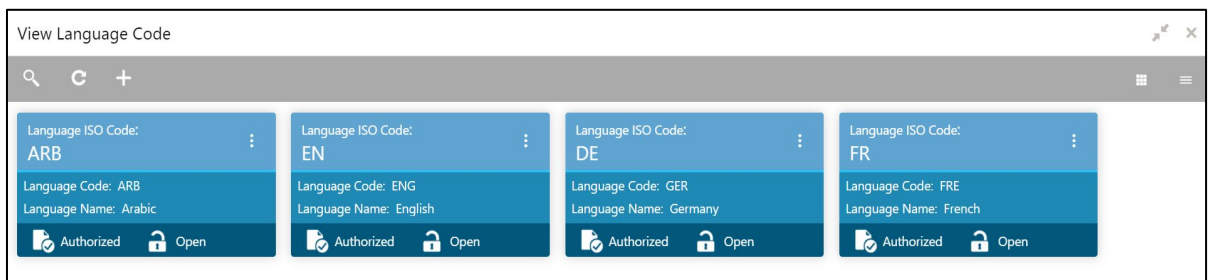 View Language Code
Language ISO Code:
ARB
Language Code: ARB
Language Name: Arabic
Authorized Open
Language ISO Code:
EN
Language Code: ENG
Language Name: English
Authorized Open
Language ISO Code:
DE
Language Code: GER
Language Name: Germany
Authorized Open
Language ISO Code:
FR
Language Code: FRE
Language Name: French
Authorized Open